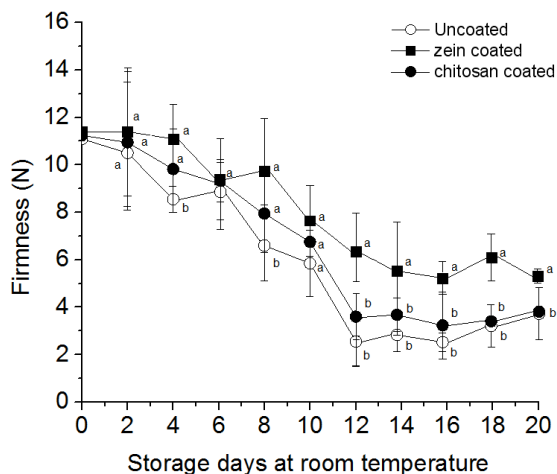 16
14
12
10
8
6
4
2
0
Firmness (N)
Uncoated
zein coated
chitosan coated
a a
a a a a
a a a a a
a b a a a a a a a
b a b b b b b
b b b b
0 2 4 6 8 10 12 14 16 18 20
Storage days at room temperature